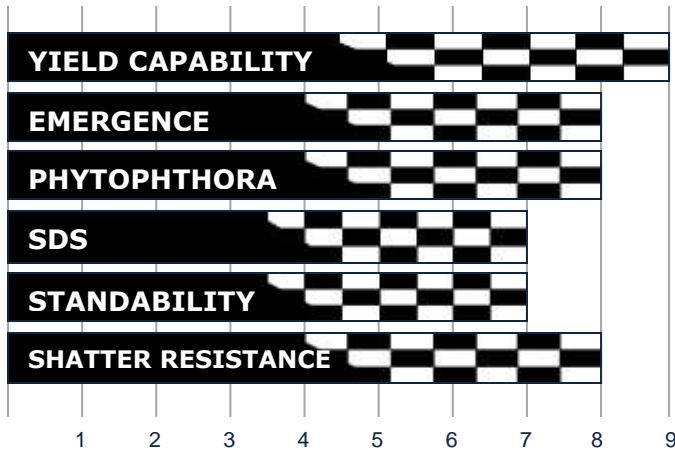 YIELD CAPABILITY
EMERGENCE
PHYTOPHTHORA
SDS
STANDABILITY
SHATTER RESISTANCE
1 2 3 4 5 6 7 8 9